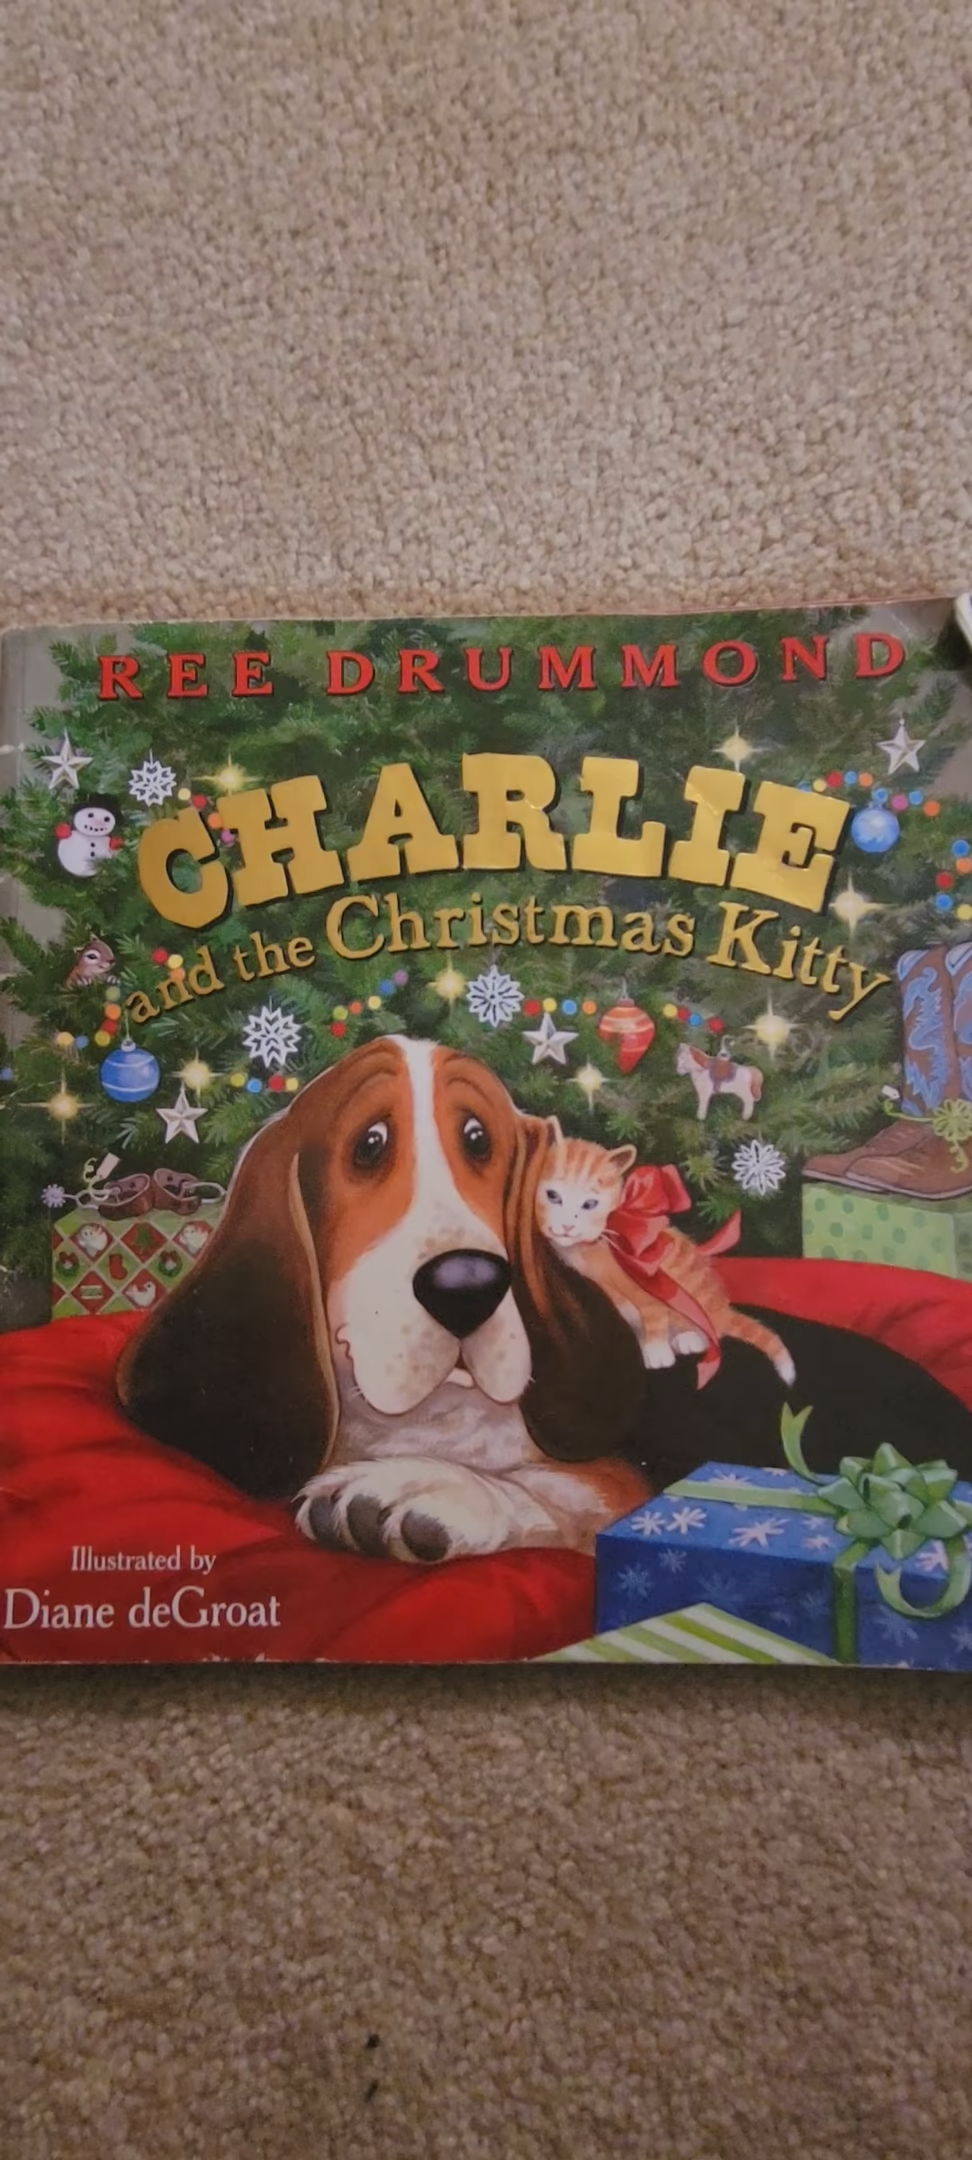 REE DRUMMOND
CHARLIE
and the Christmas Kitty
Illustrated by
Diane deGroat